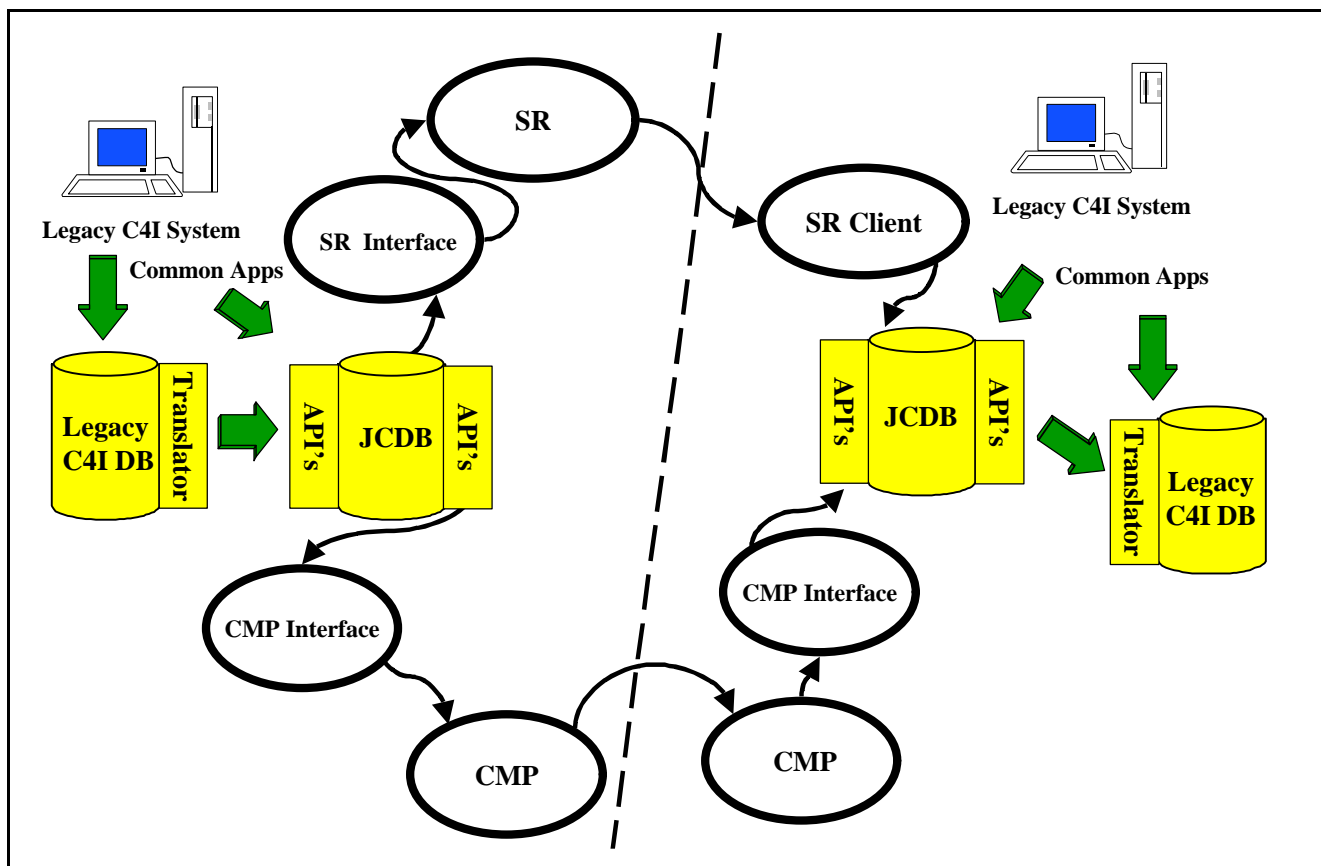 SR
SR Interface
Legacy C4I System
Common Apps
Legacy
C4I DB
Translator
API's
JCDB
API's
CMP Interface
CMP
SR Client
Legacy C4I System
Common Apps
API's
JCDB
API's
Translator
Legacy
C4I DB
CMP Interface
CMP